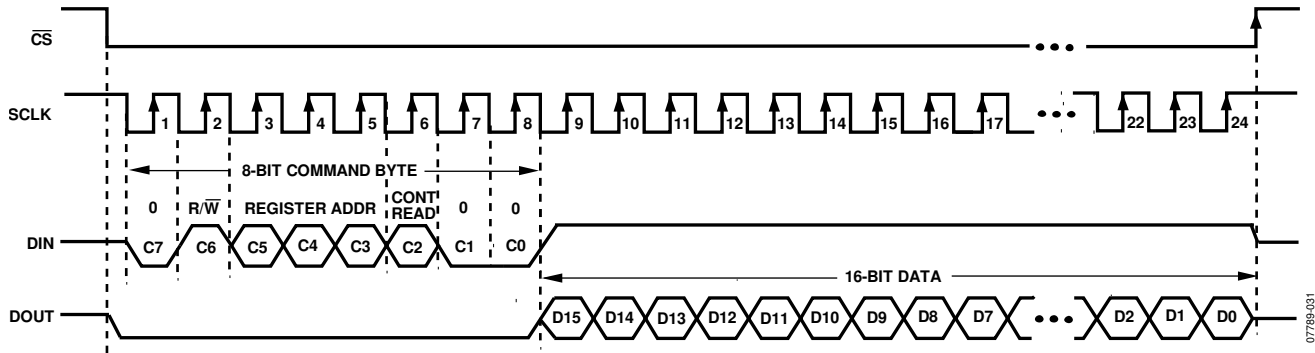 CS
SCLK
1 2 3 4 5 6 7 8 9 10 11 12 13 14 15 16 17 ••• 22 23 24
8-BIT COMMAND BYTE
0 R/W REGISTER ADDR CONT READ 0 0
DIN C7 C6 C5 C4 C3 C2 C1 C0
16-BIT DATA
DOUT D15 D14 D13 D12 D11 D10 D9 D8 D7 ••• D2 D1 D0
07789-031